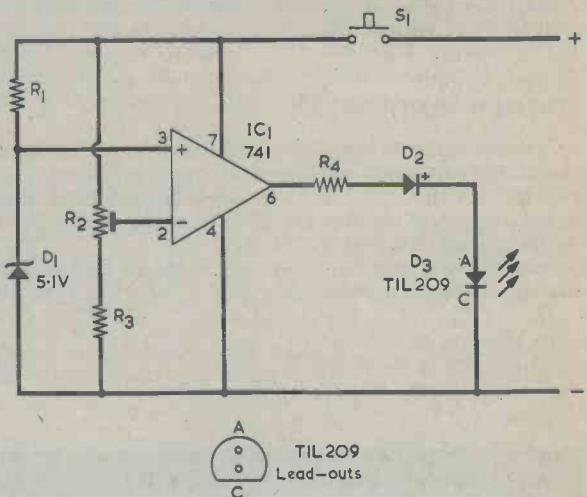 S1
+
R1
IC1
741
3
+
7
R4
D2
+
6
R2
−
2
4
D1
5·1V
D3
TIL209
A
C
R3
−
A
TIL209
Lead-outs
C